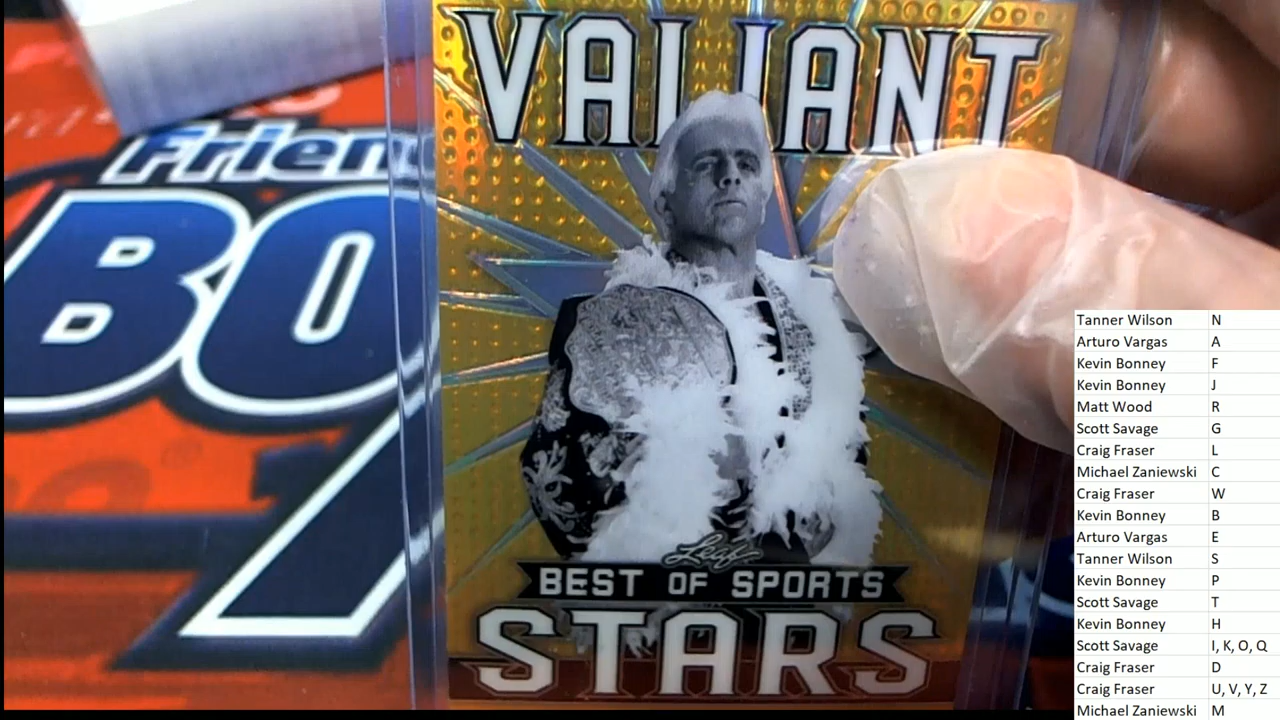 VALIANT
Frien
BO
Leaf
BEST OF SPORTS
STARS
Tanner Wilson N
Arturo Vargas A
Kevin Bonney F
Kevin Bonney J
Matt Wood R
Scott Savage G
Craig Fraser L
Michael Zaniewski C
Craig Fraser W
Kevin Bonney B
Arturo Vargas E
Tanner Wilson S
Kevin Bonney P
Scott Savage T
Kevin Bonney H
Scott Savage I, K, O, Q
Craig Fraser D
Craig Fraser U, V, Y, Z
Michael Zaniewski M